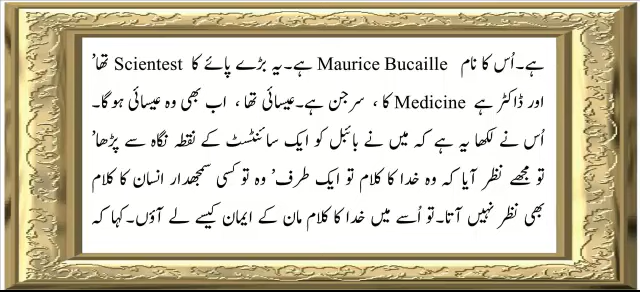 ہے۔اُس کا نام Maurice Bucaille ہے۔یہ بڑے پائے کا Scientest تھا’
اور ڈاکٹر ہے Medicine کا ، سرجن ہے۔عیسائی تھا ، اب بھی وہ عیسائی ہو گا۔
اُس نے لکھا یہ ہے کہ میں نے بائبل کو ایک سائنٹسٹ کے نقطہ نگاہ سے پڑھا’
تو مجھے نظر آیا کہ وہ خدا کا کلام تو ایک طرف’ وہ تو کسی سمجھدار انسان کا کلام
بھی نظر نہیں آتا۔تو اُسے میں خدا کا کلام مان کے ایمان کیسے لے آؤں۔کہا کہ